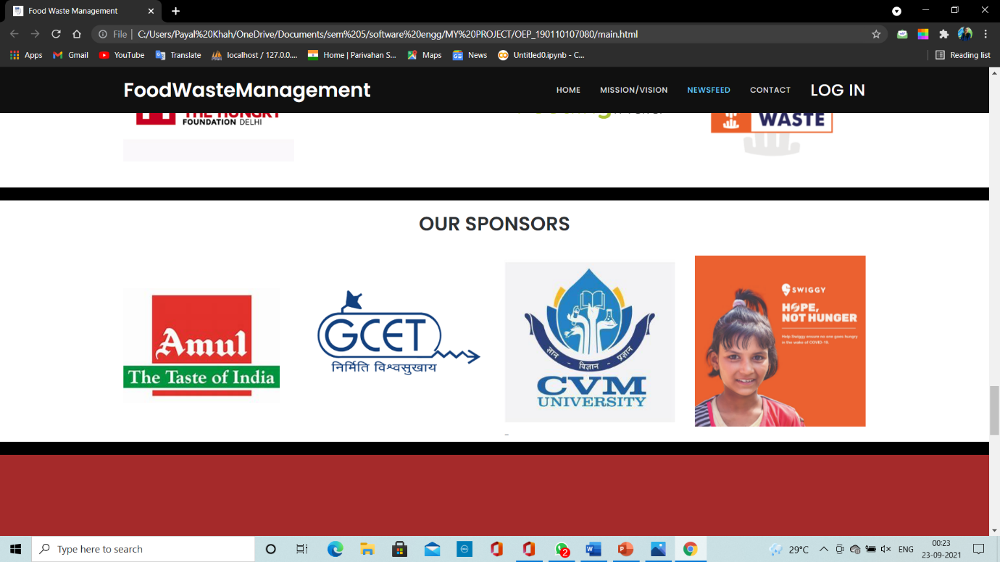 Food Waste Management
File
C:/Users/Payal%20Khah/OneDrive/Documents/sem%205/software%20engg/MY%20PROJECT/OEP_190110107080/main.html
Apps
Gmail
YouTube
Translate
localhost / 127.0.0....
Home | Parivahan S...
Maps
News
Untitled0.ipynb - C...
Reading list
FoodWasteManagement
HOME
MISSION/VISION
NEWSFEED
CONTACT
LOG IN
THE HUNGRY
FOUNDATION DELHI
WASTE
OUR SPONSORS
Amul
The Taste of India
GCET
निर्मिति विश्वसुखाय
ज्ञान - विज्ञान - प्रज्ञान
CVM
UNIVERSITY
SWIGGY
HOPE,
NOT HUNGER
Help Swiggy ensure no one goes hungry
in the wake of COVID-19.
Type here to search
2
29°C
ENG
00:23
23-09-2021